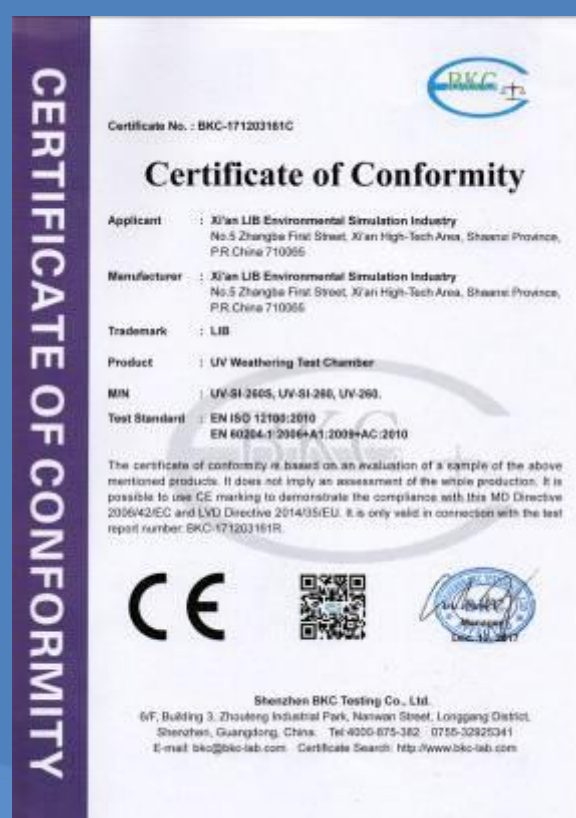 CERTIFICATE OF CONFORMITY
BKC
Certificate No. : BKC-171203161C
Certificate of Conformity
Applicant : Xi'an LIB Environmental Simulation Industry
No.5 Zhangba First Street, Xi'an High-Tech Area, Shaanxi Province,
P.R.China 710065
Manufacturer : Xi'an LIB Environmental Simulation Industry
No.5 Zhangba First Street, Xi'an High-Tech Area, Shaanxi Province,
P.R.China 710065
Trademark : LIB
Product : UV Weathering Test Chamber
M/N : UV-SI-260S, UV-SI-260, UV-260.
Test Standard : EN ISO 12100:2010
EN 60204-1:2006+A1:2009+AC:2010
BKC
The certificate of conformity is based on an evaluation of a sample of the above
mentioned products. It does not imply an assessment of the whole production. It is
possible to use CE marking to demonstrate the compliance with this MD Directive
2006/42/EC and LVD Directive 2014/35/EU. It is only valid in connection with the test
report number: BKC-171203161R.
CE
Manager
Dec. 12, 2017
Shenzhen BKC Testing Co., Ltd.
6/F, Building 3, Zhouteng Industrial Park, Nanwan Street, Longgang District,
Shenzhen, Guangdong, China. Tel:4000-875-382 0755-32925341
E-mail: bkc@bkc-lab.com Certificate Search: http://www.bkc-lab.com